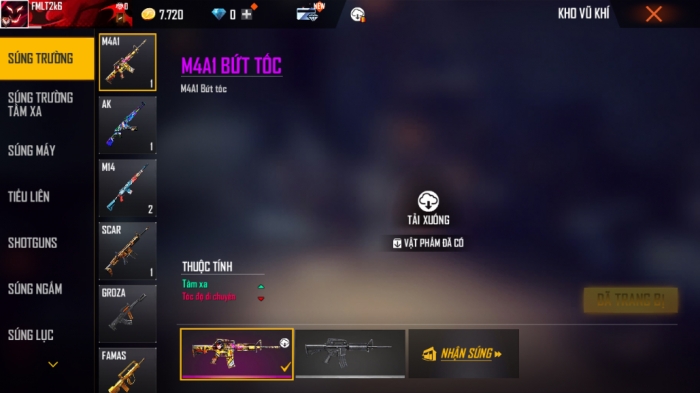 FMLT2k6
0
7.720
0
NEW
KHO VŨ KHÍ
SÚNG TRƯỜNG
SÚNG TRƯỜNG
TẦM XA
SÚNG MÁY
TIỂU LIÊN
SHOTGUNS
SÚNG NGẮM
SÚNG LỤC
M4A1
1
AK
1
M14
2
SCAR
1
GROZA
FAMAS
M4A1 BỨT TỐC
M4A1 Bứt tốc
TẢI XUỐNG
VẬT PHẨM ĐÃ CÓ
THUỘC TÍNH
Tầm xa
Tốc độ di chuyển
ĐÃ TRANG BỊ
NHẬN SÚNG